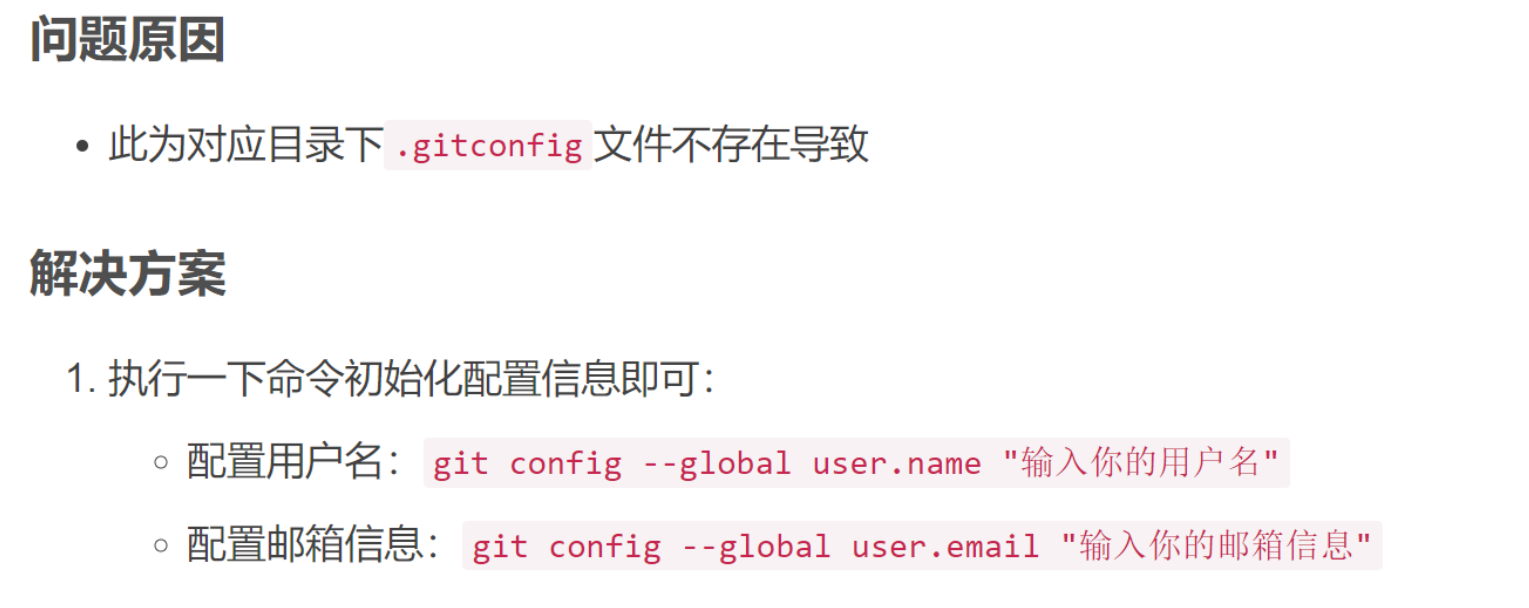 问题原因
• 此为对应目录下.gitconfig文件不存在导致
解决方案
1. 执行一下命令初始化配置信息即可：
○ 配置用户名：git config --global user.name "输入你的用户名"
○ 配置邮箱信息：git config --global user.email "输入你的邮箱信息"